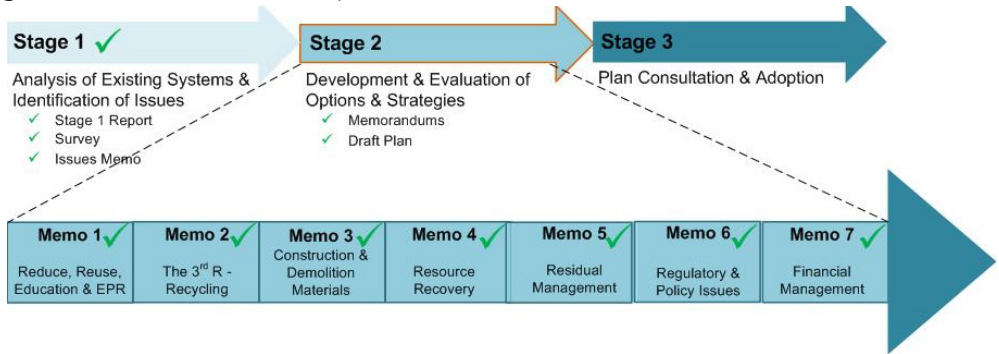 Stage 1 ✓
Analysis of Existing Systems &
Identification of Issues
✓ Stage 1 Report
✓ Survey
✓ Issues Memo
Stage 2
Development & Evaluation of
Options & Strategies
✓ Memorandums
✓ Draft Plan
Stage 3
Plan Consultation & Adoption
Memo 1 ✓
Reduce, Reuse,
Education & EPR
Memo 2 ✓
The 3rd R -
Recycling
Memo 3 ✓
Construction &
Demolition
Materials
Memo 4 ✓
Resource
Recovery
Memo 5 ✓
Residual
Management
Memo 6 ✓
Regulatory &
Policy Issues
Memo 7 ✓
Financial
Management